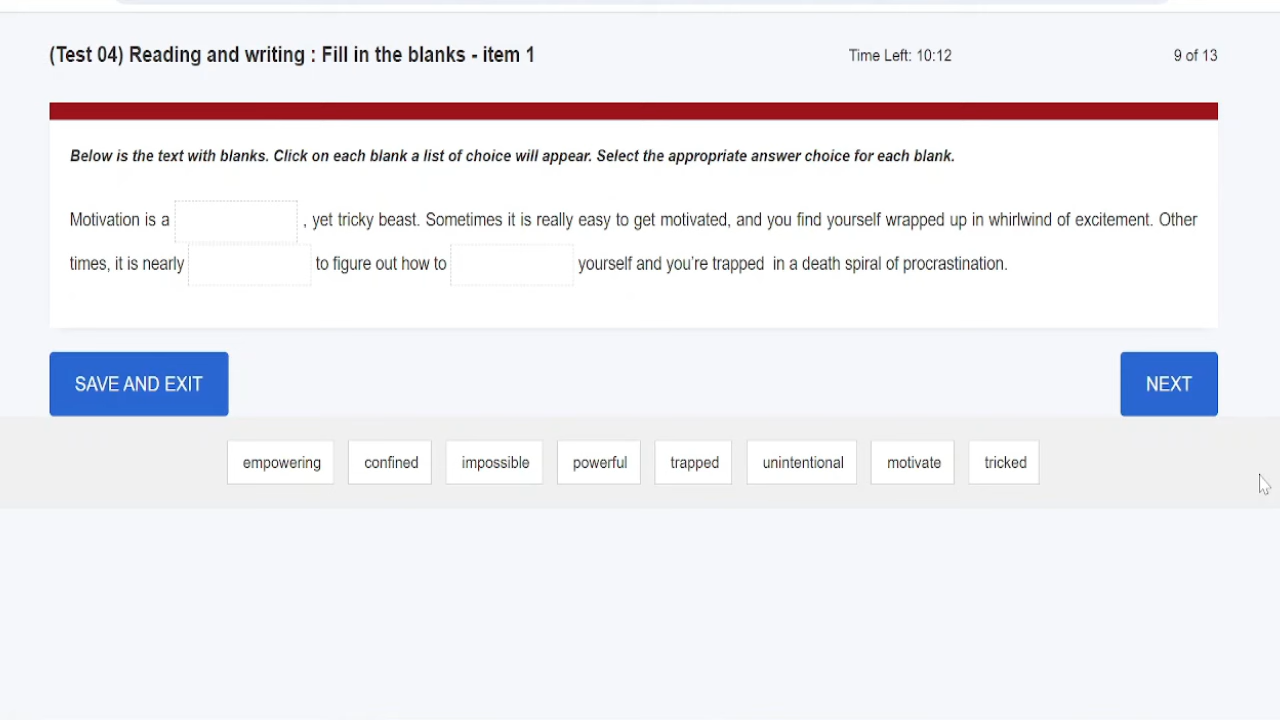 (Test 04) Reading and writing : Fill in the blanks - item 1 Time Left: 10:12 9 of 13
Below is the text with blanks. Click on each blank a list of choice will appear. Select the appropriate answer choice for each blank.
Motivation is a , yet tricky beast. Sometimes it is really easy to get motivated, and you find yourself wrapped up in whirlwind of excitement. Other
times, it is nearly to figure out how to yourself and you're trapped in a death spiral of procrastination.
SAVE AND EXIT NEXT
empowering confined impossible powerful trapped unintentional motivate tricked